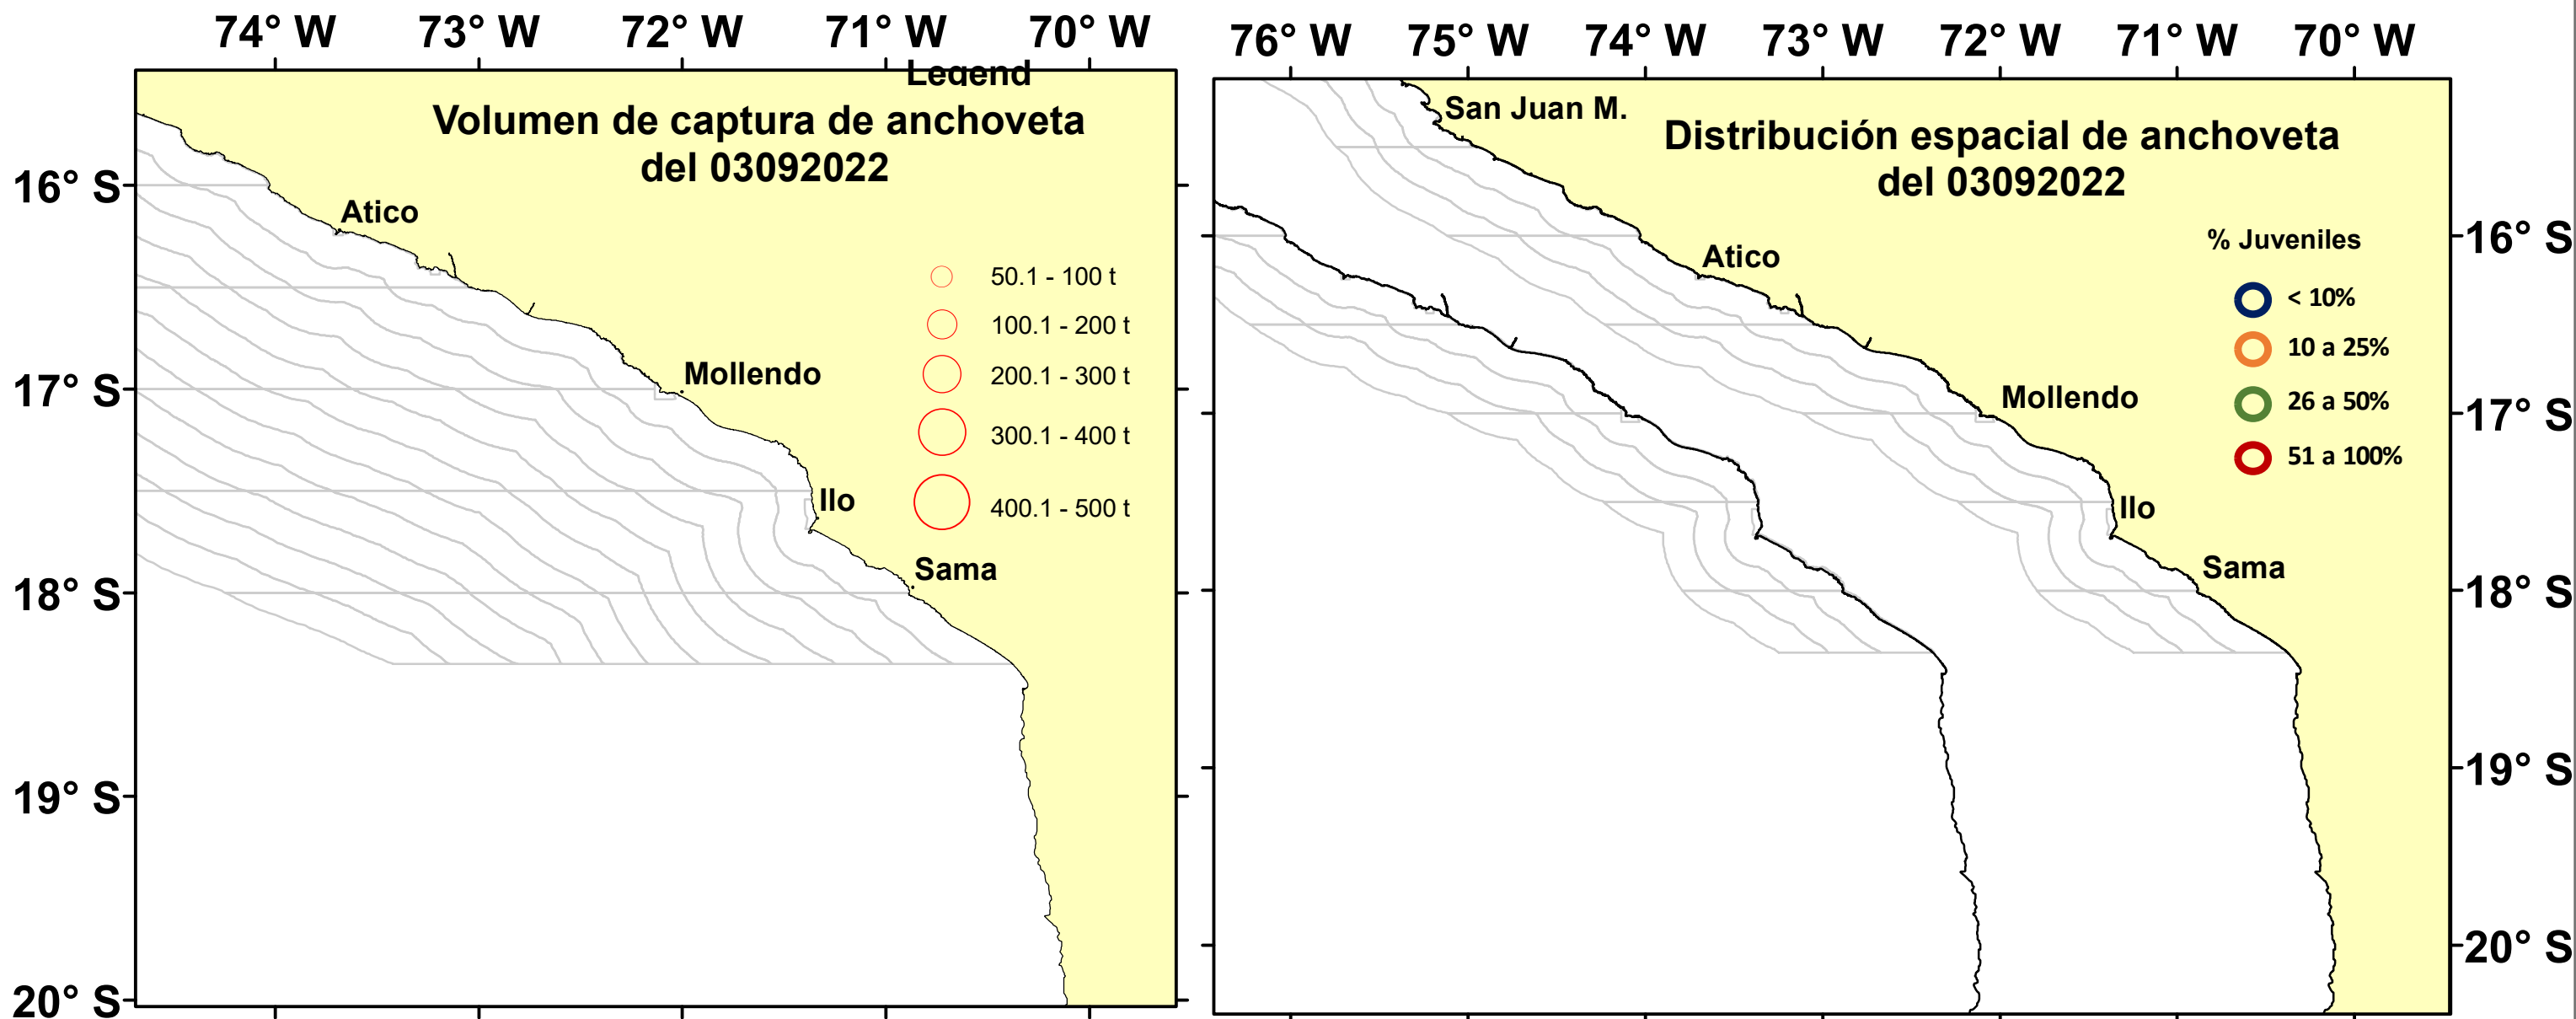 74° W 73° W 72° W 71° W 70° W
Legend
Volumen de captura de anchoveta
del 03092022
16° S
Atico
50.1 - 100 t
100.1 - 200 t
17° S
Mollendo
200.1 - 300 t
300.1 - 400 t
Ilo
400.1 - 500 t
Sama
18° S
19° S
20° S
76° W 75° W 74° W 73° W 72° W 71° W 70° W
San Juan M.
Distribución espacial de anchoveta
del 03092022
% Juveniles
16° S
Atico
< 10%
10 a 25%
Mollendo
26 a 50%
17° S
51 a 100%
Ilo
Sama
18° S
19° S
20° S